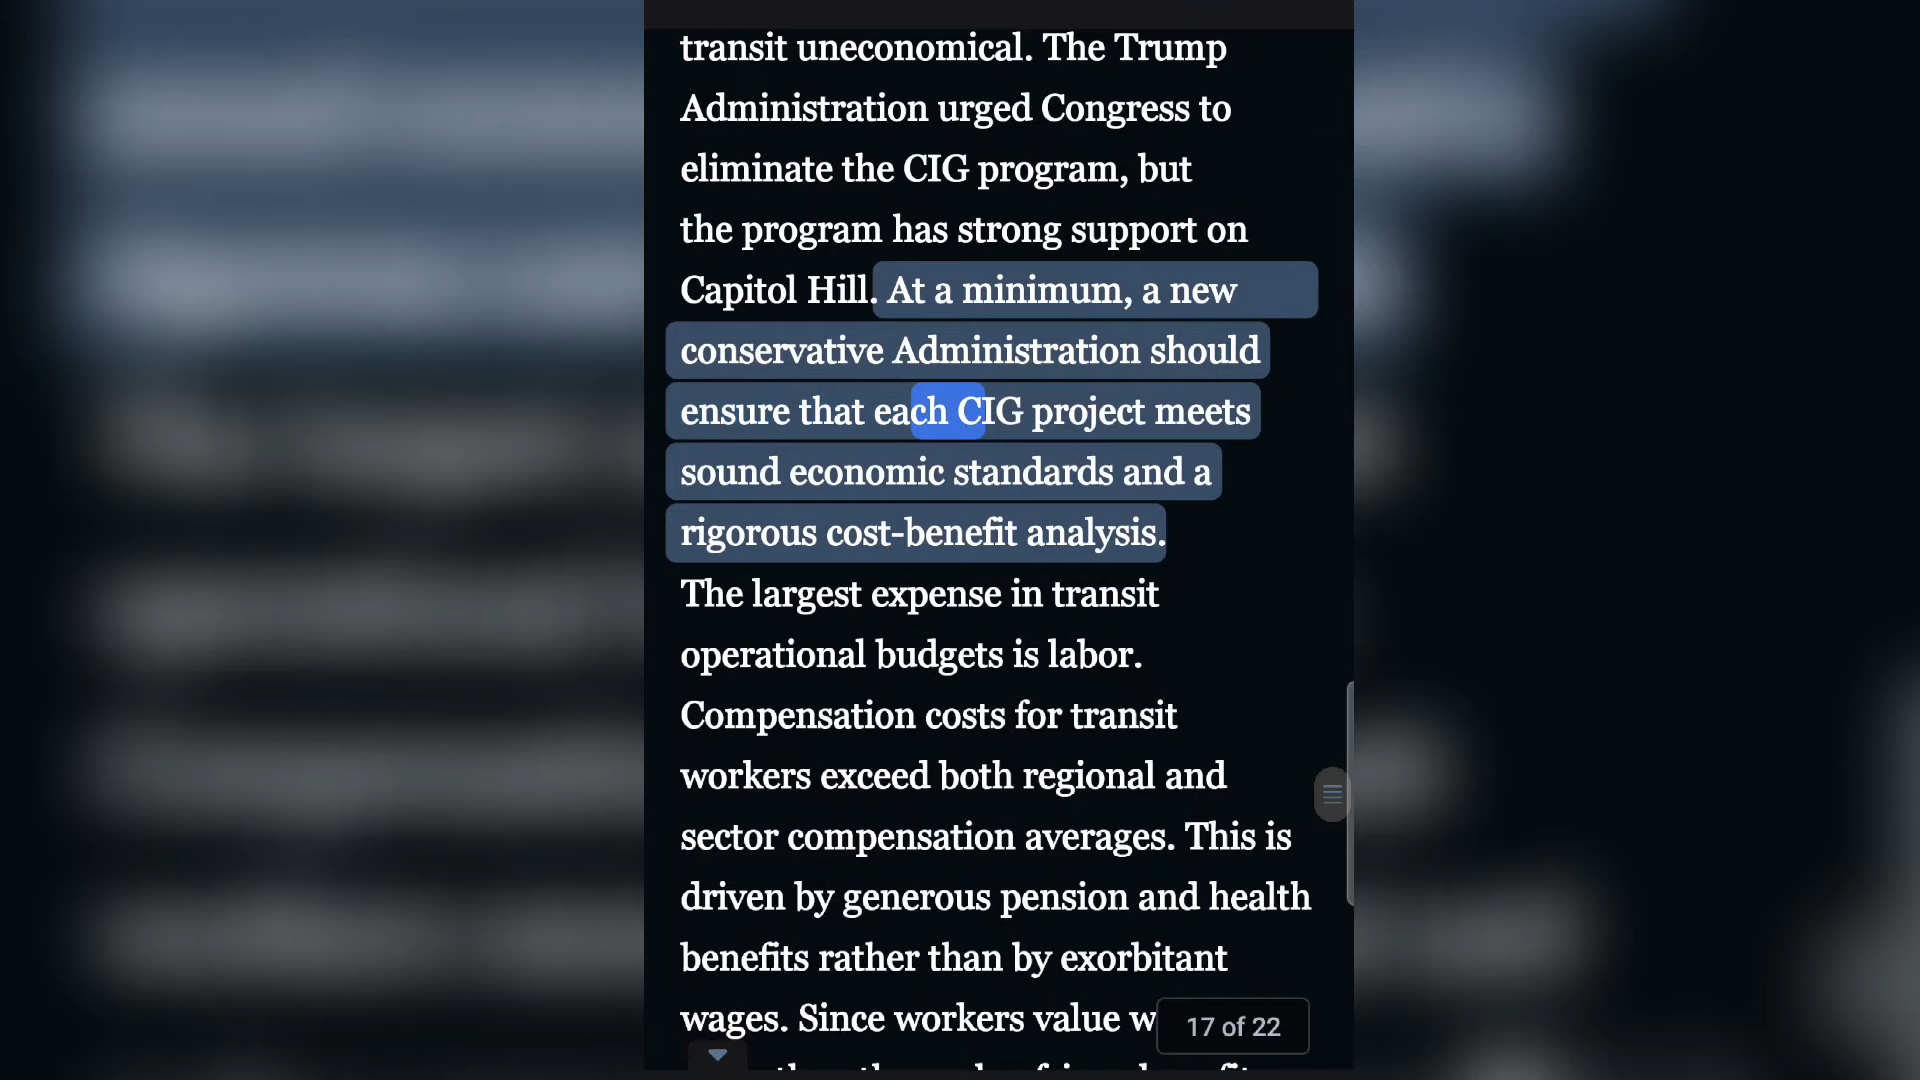 transit uneconomical. The Trump
Administration urged Congress to
eliminate the CIG program, but
the program has strong support on
Capitol Hill. At a minimum, a new
conservative Administration should
ensure that each CIG project meets
sound economic standards and a
rigorous cost-benefit analysis.
The largest expense in transit
operational budgets is labor.
Compensation costs for transit
workers exceed both regional and
sector compensation averages. This is
driven by generous pension and health
benefits rather than by exorbitant
wages. Since workers value
17 of 22